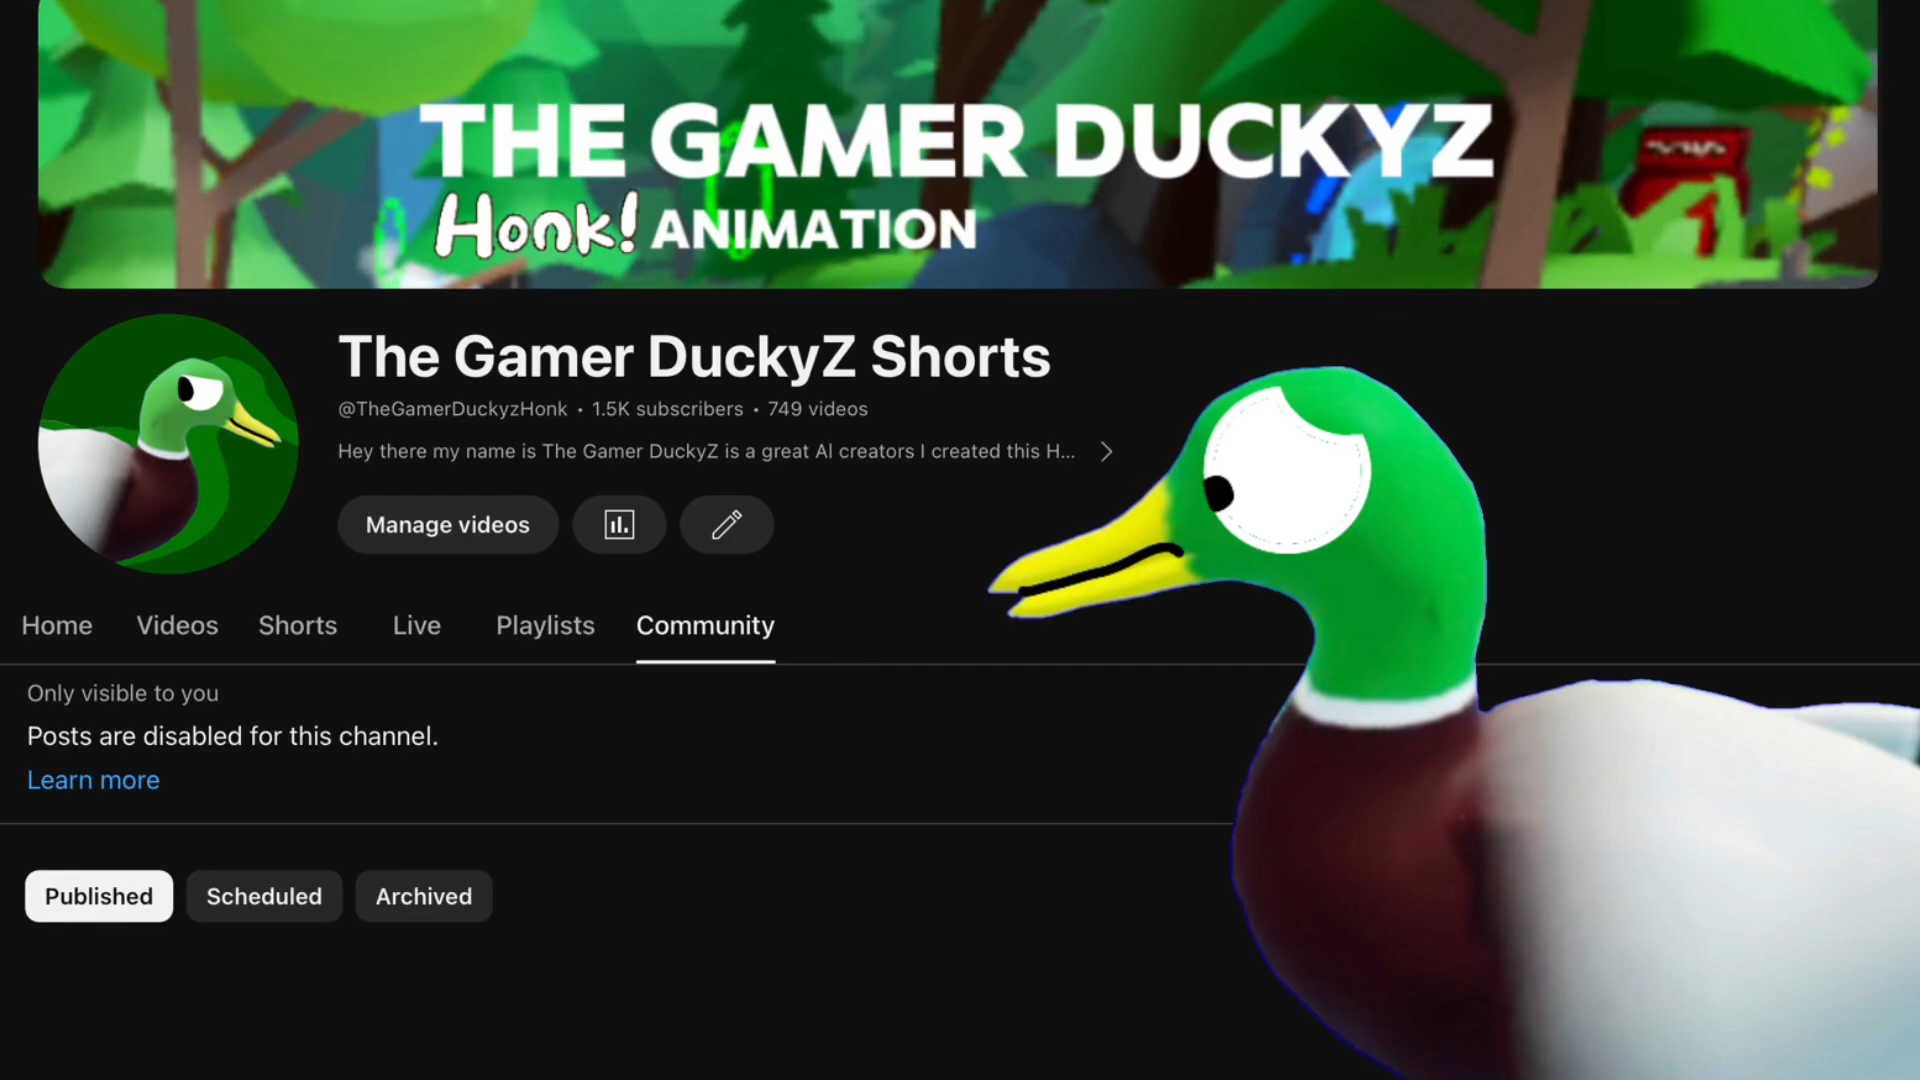 THE GAMER DUCKYZ
Honk! ANIMATION
The Gamer DuckyZ Shorts
@TheGamerDuckyzHonk • 1.5K subscribers • 749 videos
Hey there my name is The Gamer DuckyZ is a great AI creators I created this H...
Manage videos
Home Videos Shorts Live Playlists Community
Only visible to you
Posts are disabled for this channel.
Learn more
Published Scheduled Archived